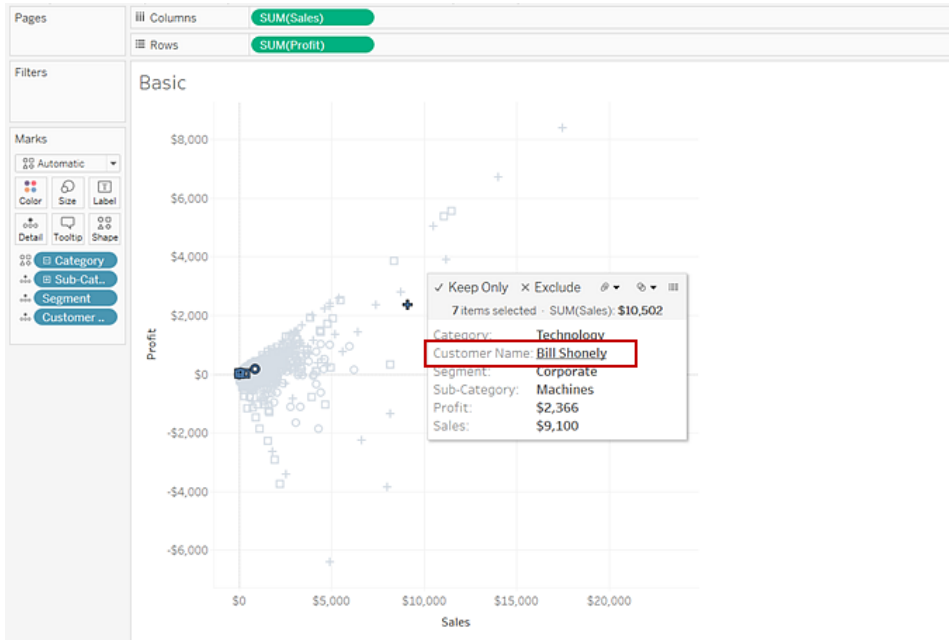 Pages
Columns SUM(Sales)
Rows SUM(Profit)
Filters
Basic
Marks
Automatic
Color Size Label
Detail Tooltip Shape
Category
Sub-Cat..
Segment
Customer ..
Profit
$8,000
$6,000
$4,000
$2,000
$0
-$2,000
-$4,000
-$6,000
Keep Only Exclude
7 items selected · SUM(Sales): $10,502
Category: Technology
Customer Name: Bill Shonely
Segment: Corporate
Sub-Category: Machines
Profit: $2,366
Sales: $9,100
$0 $5,000 $10,000 $15,000 $20,000
Sales